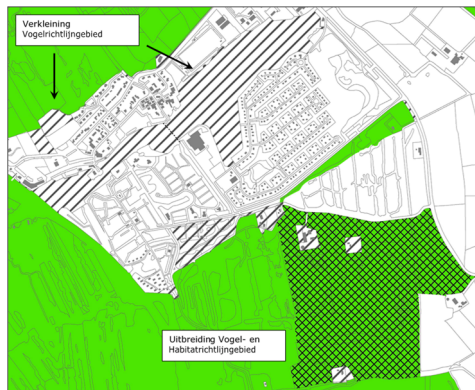 Verkleining
Vogelrichtlijngebied
Uitbreiding Vogel- en
Habitatrichtlijngebied